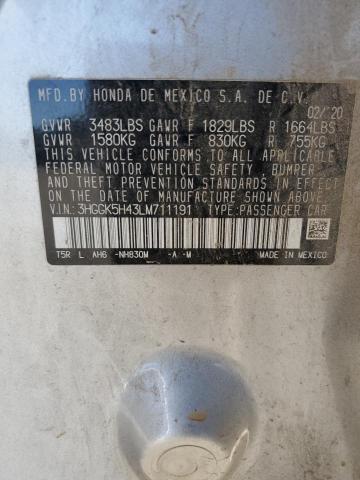 MFD.BY HONDA DE MEXICO S.A. DE C.V.
02/20
GVWR 3483LBS GAWR F 1829LBS R 1664LBS
GVWR 1580KG GAWR F 830KG R 755KG
THIS VEHICLE CONFORMS TO ALL APPLICABLE
FEDERAL MOTOR VEHICLE SAFETY, BUMPER
AND THEFT PREVENTION STANDARDS IN EFFECT ON
THE DATE OF MANUFACTURE SHOWN ABOVE.
V.I.N: 3HGGK5H43LM711191 TYPE:PASSENGER CAR
T5R L AH6 -NH830M -A -M
MADE IN MEXICO